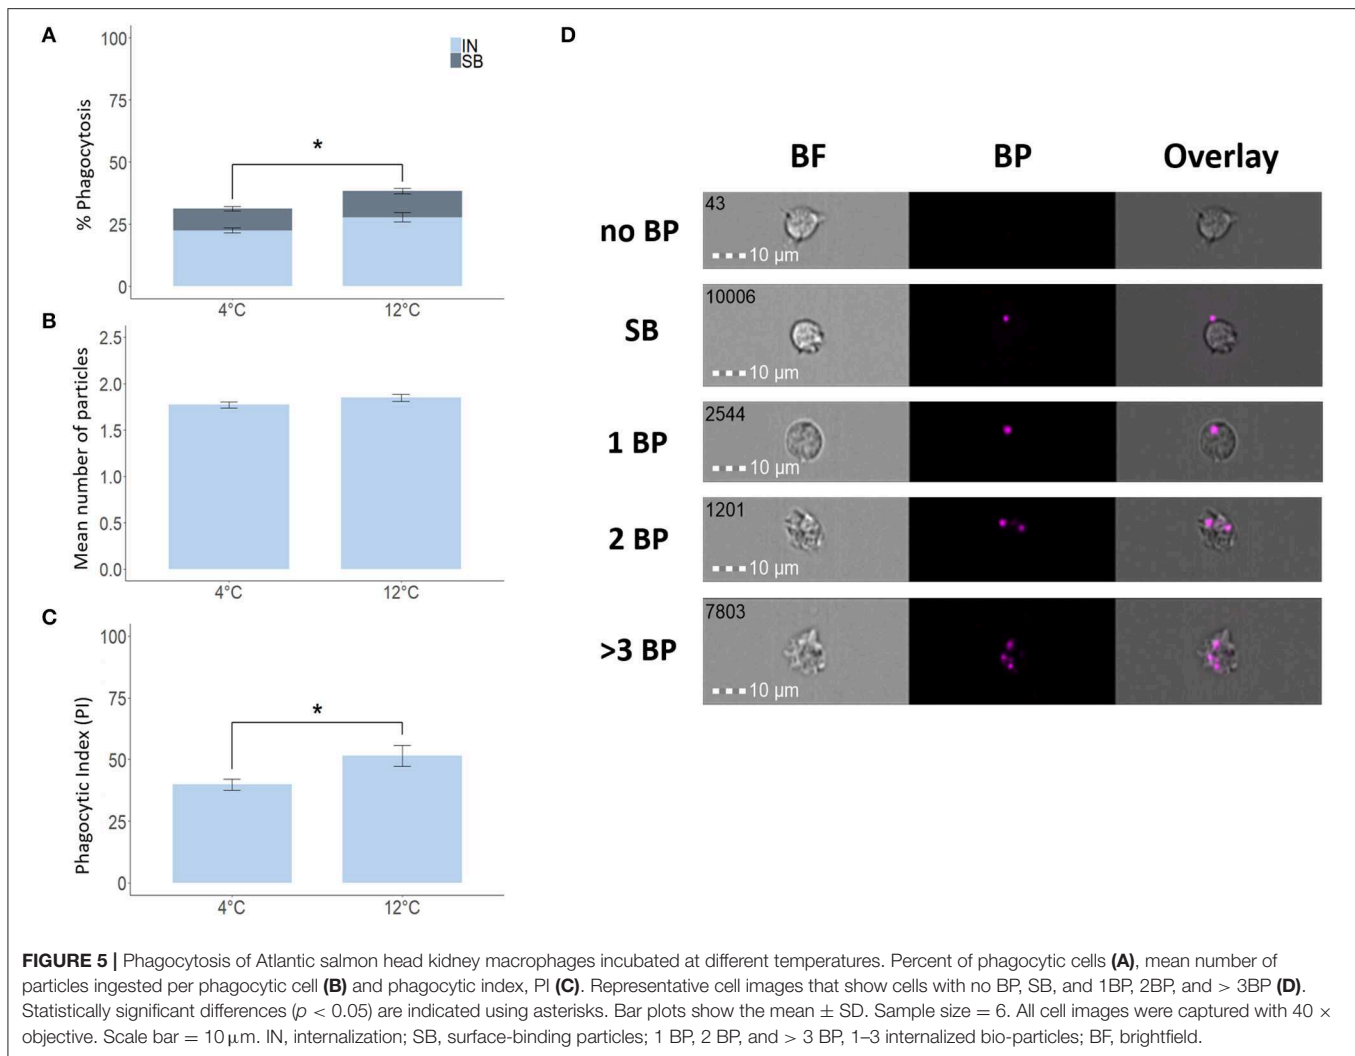 A
100
75
50
25
0
% Phagocytosis
*
IN
SB
4°C
12°C
B
2.5
2.0
1.5
1.0
0.5
0.0
Mean number of particles
4°C
12°C
C
100
75
50
25
0
Phagocytic Index (PI)
*
4°C
12°C
D
BF BP Overlay
no BP
43
10 µm
SB
10006
10 µm
1 BP
2544
10 µm
2 BP
1201
10 µm
>3 BP
7803
10 µm
FIGURE 5 | Phagocytosis of Atlantic salmon head kidney macrophages incubated at different temperatures. Percent of phagocytic cells (A), mean number of
particles ingested per phagocytic cell (B) and phagocytic index, PI (C). Representative cell images that show cells with no BP, SB, and 1BP, 2BP, and > 3BP (D).
Statistically significant differences (p < 0.05) are indicated using asterisks. Bar plots show the mean ± SD. Sample size = 6. All cell images were captured with 40 ×
objective. Scale bar = 10 µm. IN, internalization; SB, surface-binding particles; 1 BP, 2 BP, and > 3 BP, 1–3 internalized bio-particles; BF, brightfield.